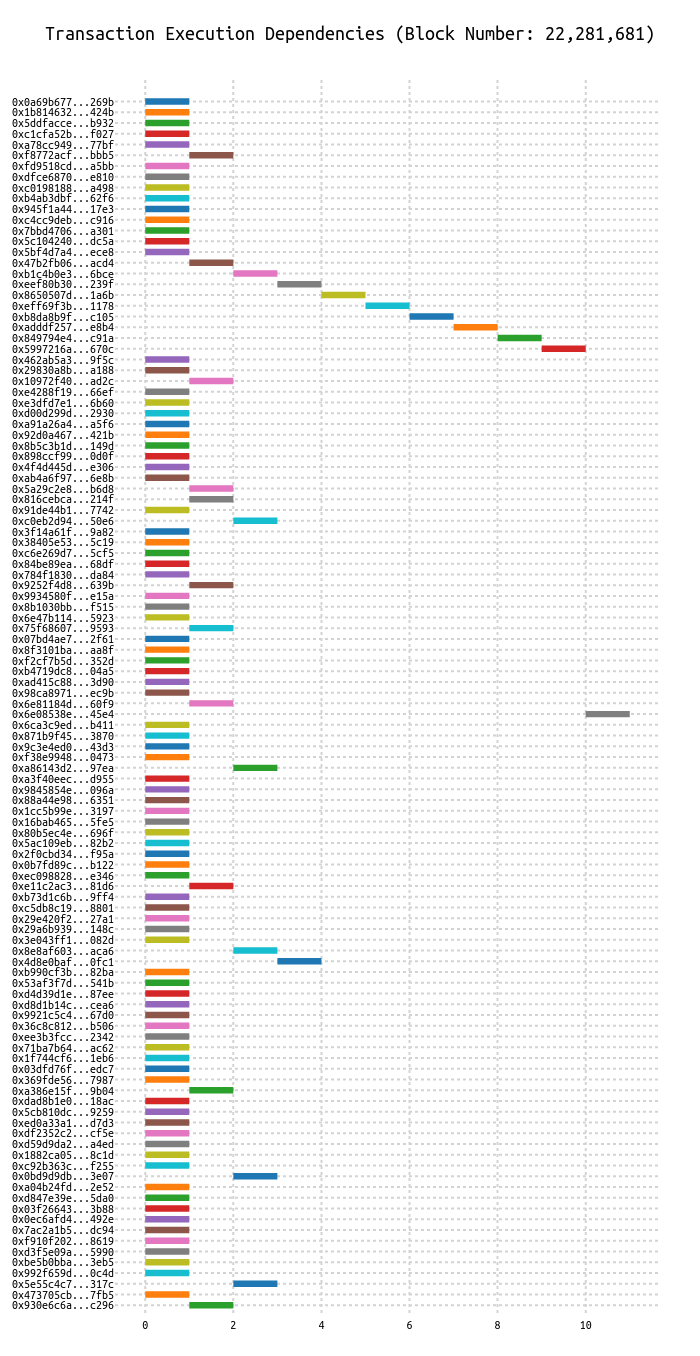 Transaction Execution Dependencies (Block Number: 22,281,681)
0x0a69b677...269b
0x1b814632...424b
0x5ddfacce...b932
0xc1cfa52b...f027
0xa78cc949...77bf
0xf8772acf...bbb5
0xfd9518cd...a5bb
0xdfce6870...e810
0xc0198188...a498
0xb4ab3dbf...62f6
0x945f1a44...17e3
0xc4cc9deb...c916
0x7bbd4706...a301
0x5c104240...dc5a
0x5bf4d7a4...ece8
0x47b2fb06...acd4
0xb1c4b0e3...6bce
0xeef80b30...239f
0x8650507d...1a6b
0xeff69f3b...1178
0xb8da8b9f...c105
0xadddf257...e8b4
0x849794e4...c91a
0x5997216a...670c
0x462ab5a3...9f5c
0x29830a8b...a188
0x10972f40...ad2c
0xe4288f19...66ef
0xe3dfd7e1...6b60
0xd00d299d...2930
0xa91a26a4...a5f6
0x92d0a467...421b
0x8b5c3b1d...149d
0x898ccf99...0d0f
0x4f4d445d...e306
0xab4a6f97...6e8b
0x5a29c2e8...b6d8
0x816cebca...214f
0x91de44b1...7742
0xc0eb2d94...50e6
0x3f14a61f...9a82
0x38405e53...5c19
0xc6e269d7...5cf5
0x84be89ea...68df
0x784f1830...da84
0x9252f4d8...639b
0x9934580f...e15a
0x8b1030bb...f515
0x6e47b114...5923
0x75f68607...9593
0x07bd4ae7...2f61
0x8f3101ba...aa8f
0xf2cf7b5d...352d
0xb4719dc8...04a5
0xad415c88...3d90
0x98ca8971...ec9b
0x6e81184d...60f9
0x6e08538e...45e4
0x6ca3c9ed...b411
0x871b9f45...3870
0x9c3e4ed0...43d3
0xf38e9948...0473
0xa86143d2...97ea
0xa3f40eec...d955
0x9845854e...096a
0x88a44e98...6351
0x1cc5b99e...3197
0x16bab465...5fe5
0x80b5ec4e...696f
0x5ac109eb...82b2
0x2f0cbd34...f95a
0x0b7fd89c...b122
0xec098828...e346
0xe11c2ac3...81d6
0xb73d1c6b...9ff4
0xc5db8c19...8801
0x29e420f2...27a1
0x29a6b939...148c
0x3e043ff1...082d
0x8e8af603...aca6
0x4d8e0baf...0fc1
0xb990cf3b...82ba
0x53af3f7d...541b
0xd4d39d1e...87ee
0xd8d1b14c...cea6
0x9921c5c4...67d0
0x36c8c812...b506
0xee3b3fcc...2342
0x71ba7b64...ac62
0x1f744cf6...1eb6
0x03dfd76f...edc7
0x369fde56...7987
0xa386e15f...9b04
0xdad8b1e0...18ac
0x5cb810dc...9259
0xed0a33a1...d7d3
0xdf2352c2...cf5e
0xd59d9da2...a4ed
0x1882ca05...8c1d
0xc92b363c...f255
0x0bd9d9db...3e07
0xa04b24fd...2e52
0xd847e39e...5da0
0x03f26643...3b88
0x0ec6afd4...492e
0x7ac2a1b5...dc94
0xf910f202...8619
0xd3f5e09a...5990
0xbe5b0bba...3eb5
0x992f659d...0c4d
0x5e55c4c7...317c
0x473705cb...7fb5
0x930e6c6a...c296
0 2 4 6 8 10